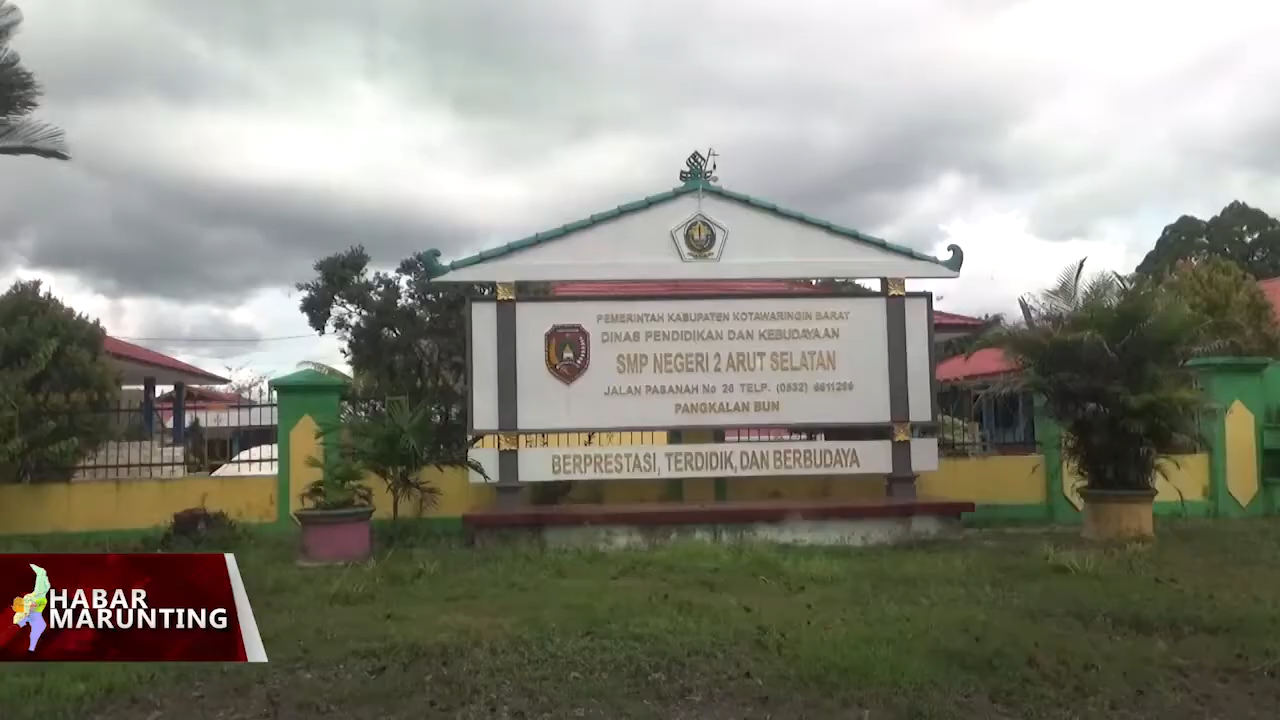 PEMERINTAH KABUPATEN KOTAWARINGIN BARAT
DINAS PENDIDIKAN DAN KEBUDAYAAN
SMP NEGERI 2 ARUT SELATAN
JALAN PASANAH No 26 TELP. (0532)
PANGKALAN BUN
BERPRESTASI, TERDIDIK, DAN BERBUDAYA
HABAR
MARUNTING